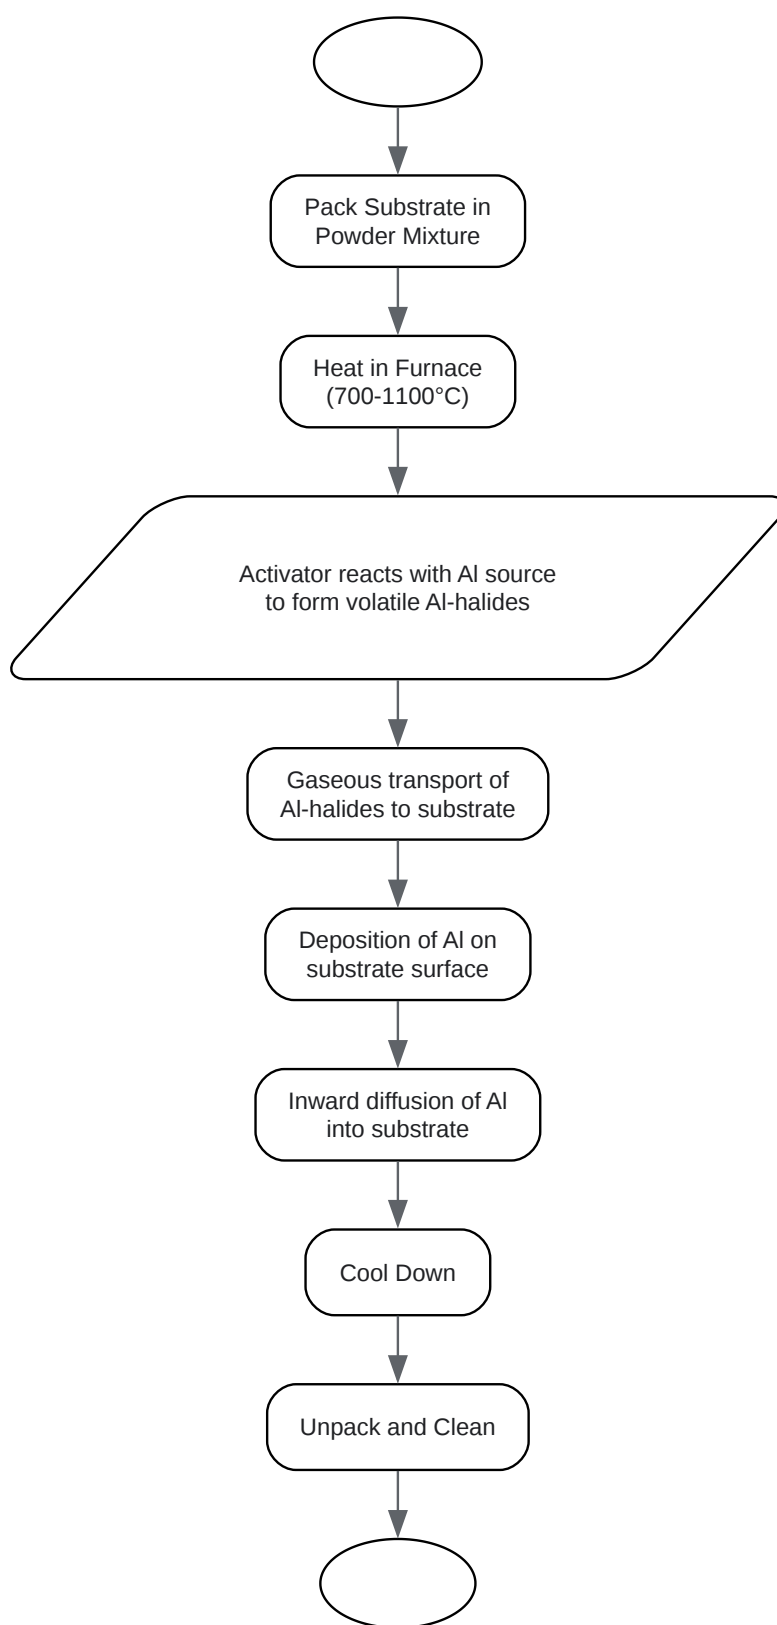 Pack Substrate in
Powder Mixture
Heat in Furnace
(700-1100°C)
Activator reacts with Al source
to form volatile Al-halides
Gaseous transport of
Al-halides to substrate
Deposition of Al on
substrate surface
Inward diffusion of Al
into substrate
Cool Down
Unpack and Clean